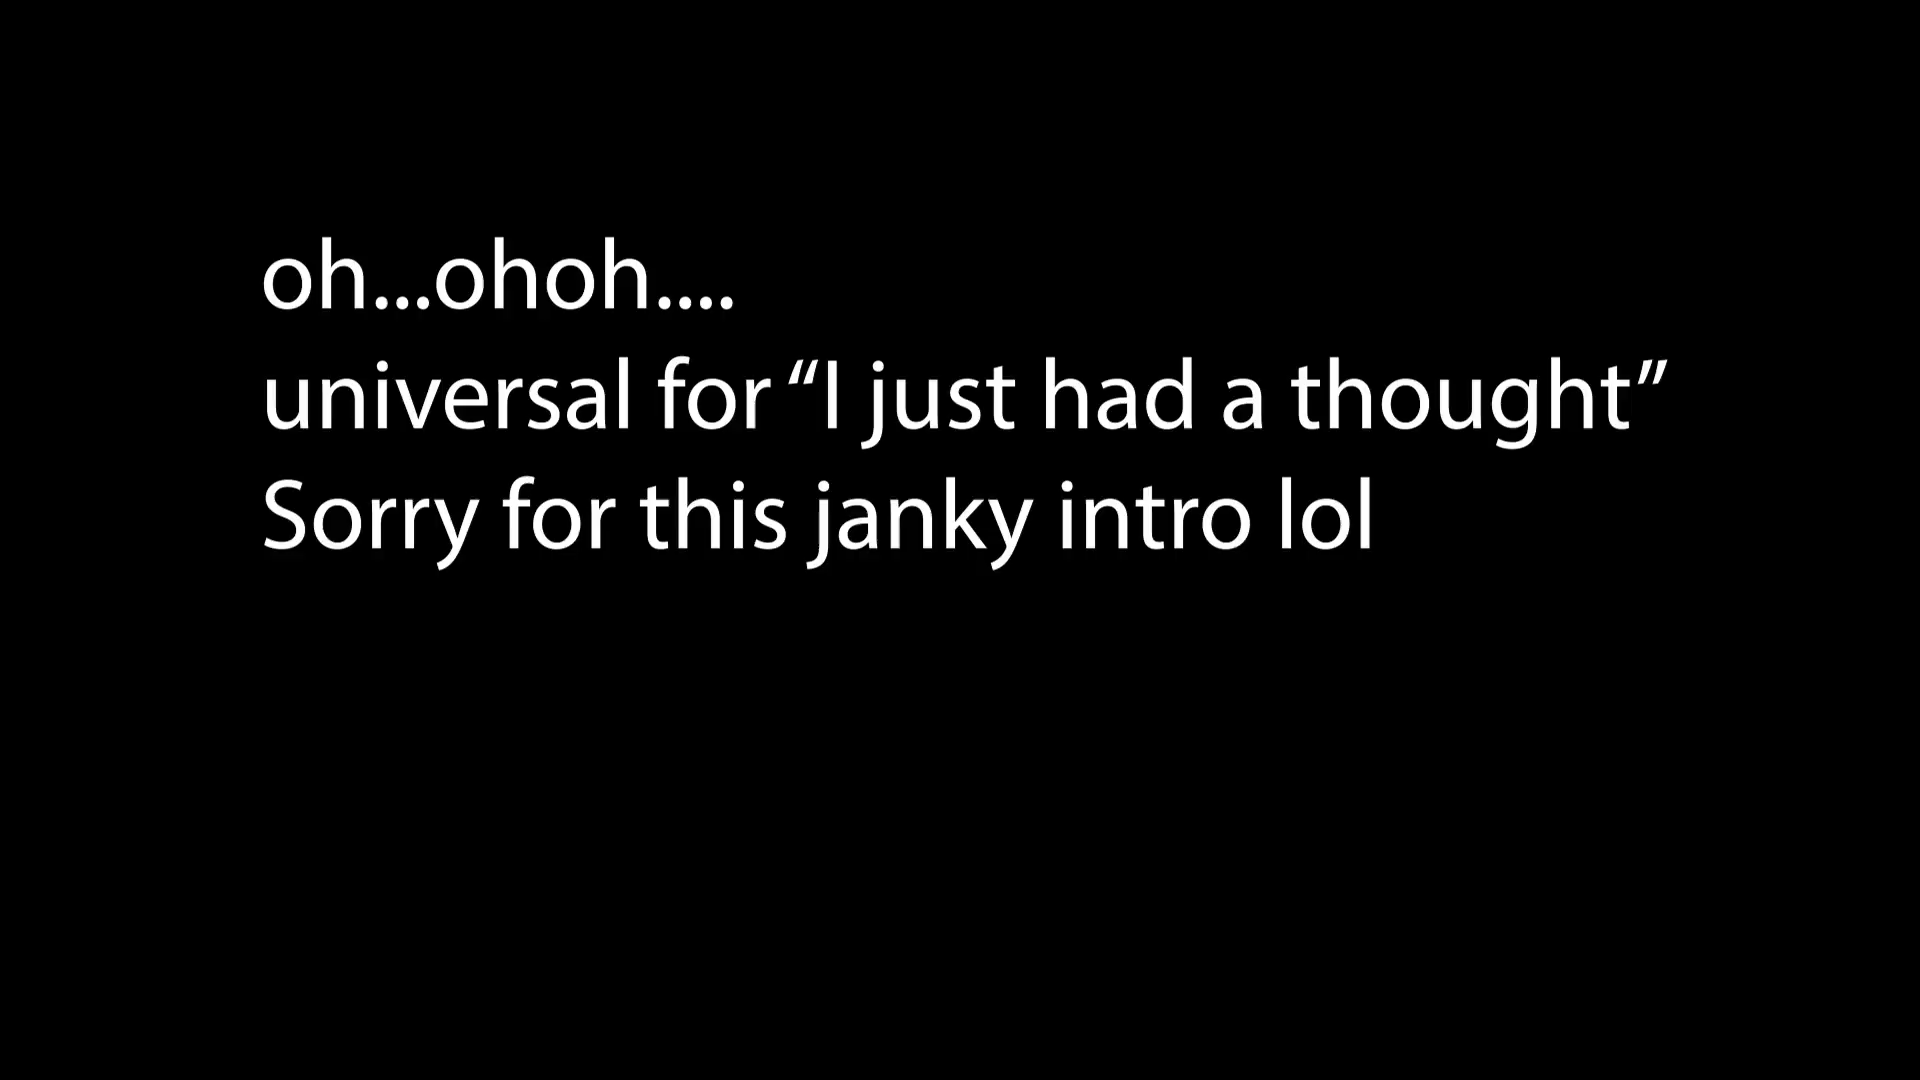 oh...ohoh....
universal for “I just had a thought”
Sorry for this janky intro lol